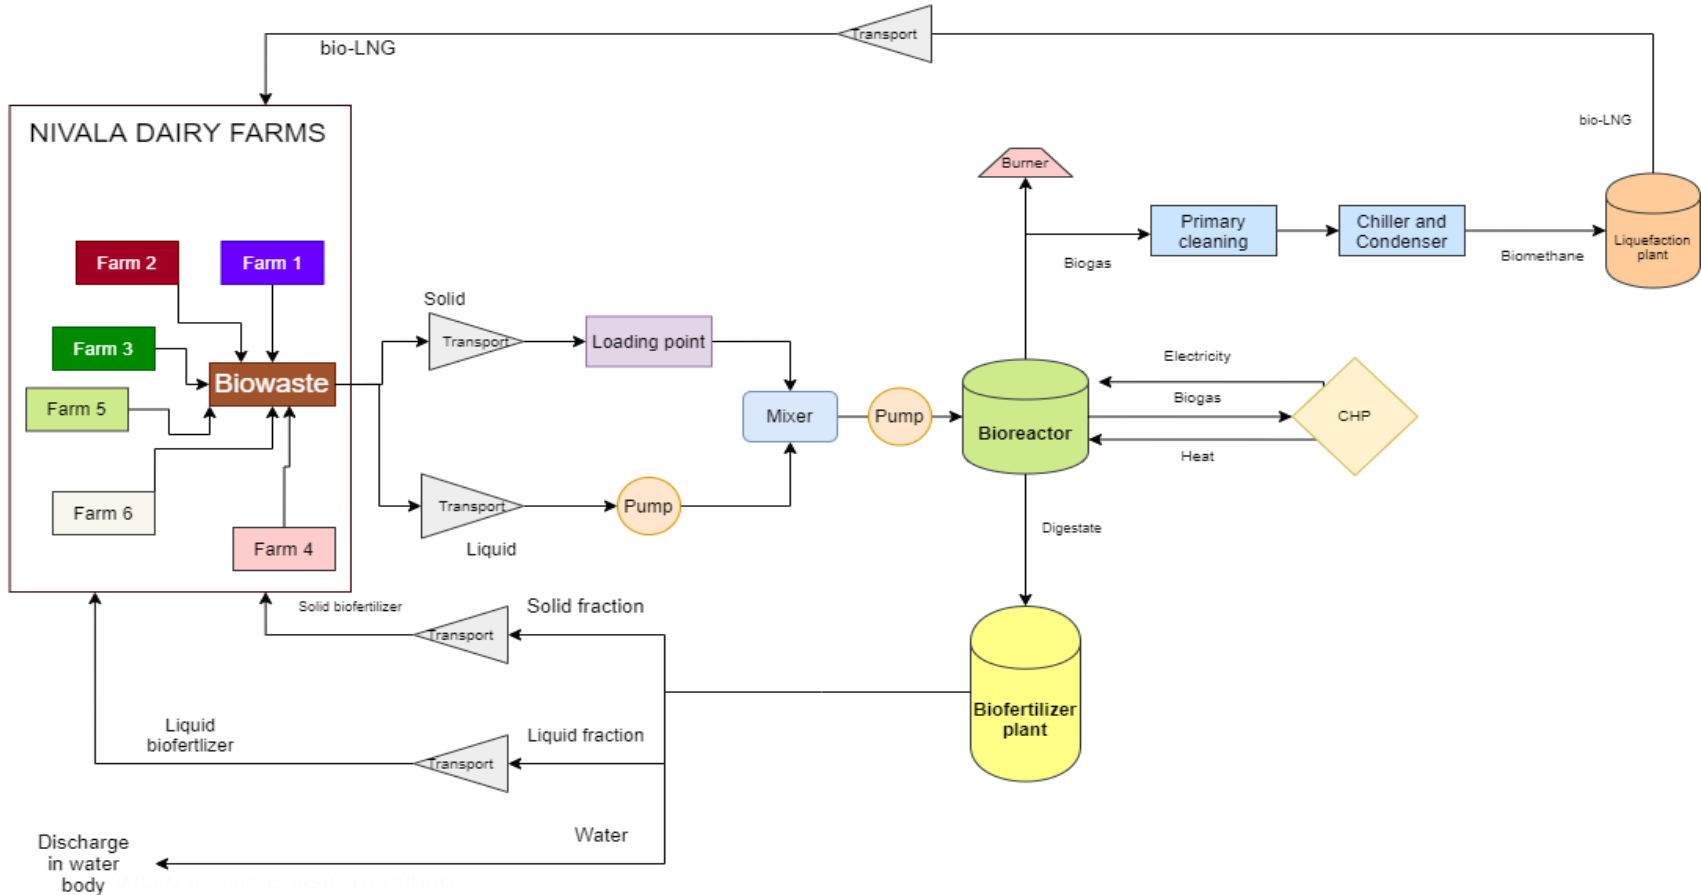 Transport
bio-LNG
NIVALA DAIRY FARMS
bio-LNG
Burner
Primary
cleaning
Chiller and
Condenser
Biogas
Biomethane
Liquefaction
plant
Farm 2
Farm 1
Farm 3
Biowaste
Farm 5
Farm 6
Farm 4
Solid
Transport
Loading point
Mixer
Pump
Transport
Pump
Liquid
Bioreactor
Electricity
Biogas
CHP
Heat
Digestate
Solid biofertilizer
Transport
Solid fraction
Biofertilizer
plant
Liquid
biofertlizer
Transport
Liquid fraction
Water
Discharge
in water
body